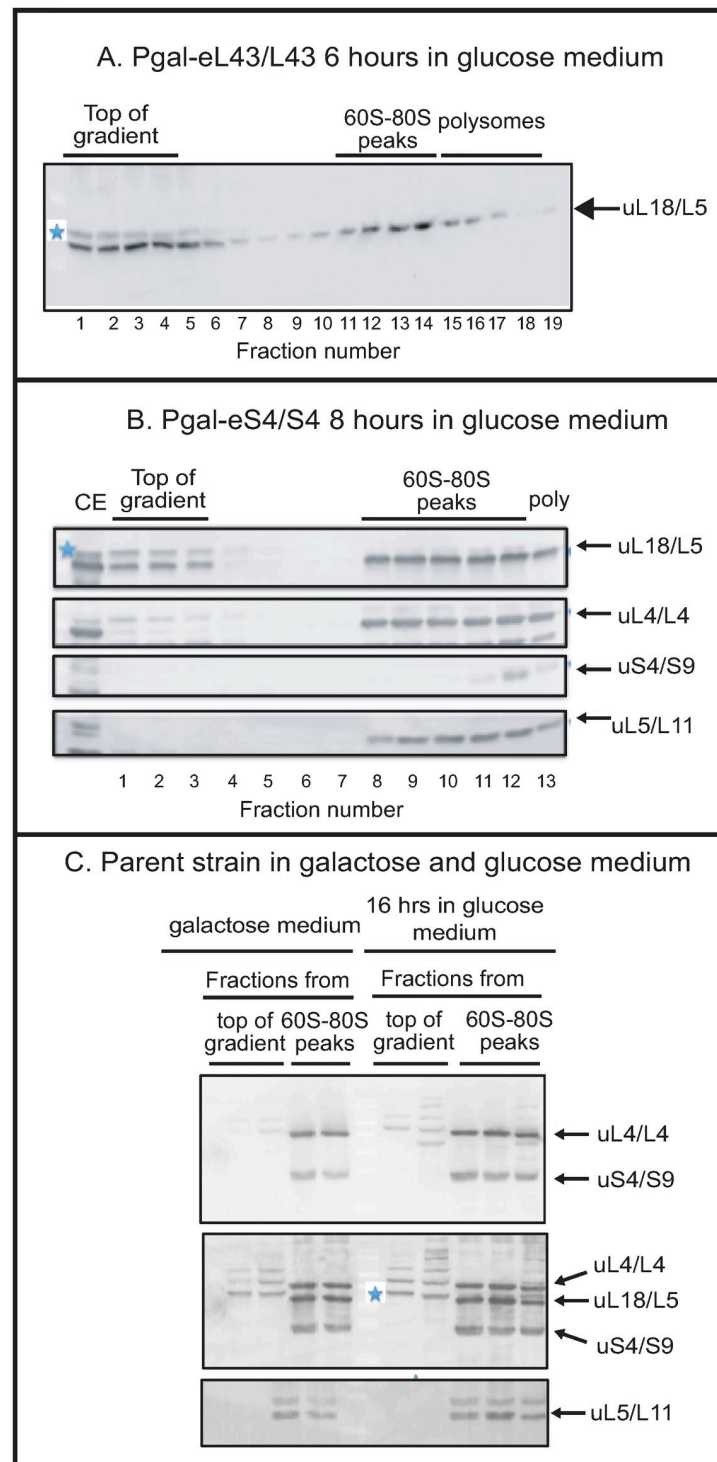 A. Pgal-eL43/L43 6 hours in glucose medium
Top of
gradient
60S-80S
peaks
polysomes
uL18/L5
1 2 3 4 5 6 7 8 9 10 11 12 13 14 15 16 17 18 19
Fraction number
B. Pgal-eS4/S4 8 hours in glucose medium
CE
Top of
gradient
60S-80S
peaks
poly
uL18/L5
uL4/L4
uS4/S9
uL5/L11
1 2 3 4 5 6 7 8 9 10 11 12 13
Fraction number
C. Parent strain in galactose and glucose medium
galactose medium
16 hrs in glucose
medium
Fractions from
Fractions from
top of
gradient
60S-80S
peaks
top of
gradient
60S-80S
peaks
uL4/L4
uS4/S9
uL4/L4
uL18/L5
uS4/S9
uL5/L11